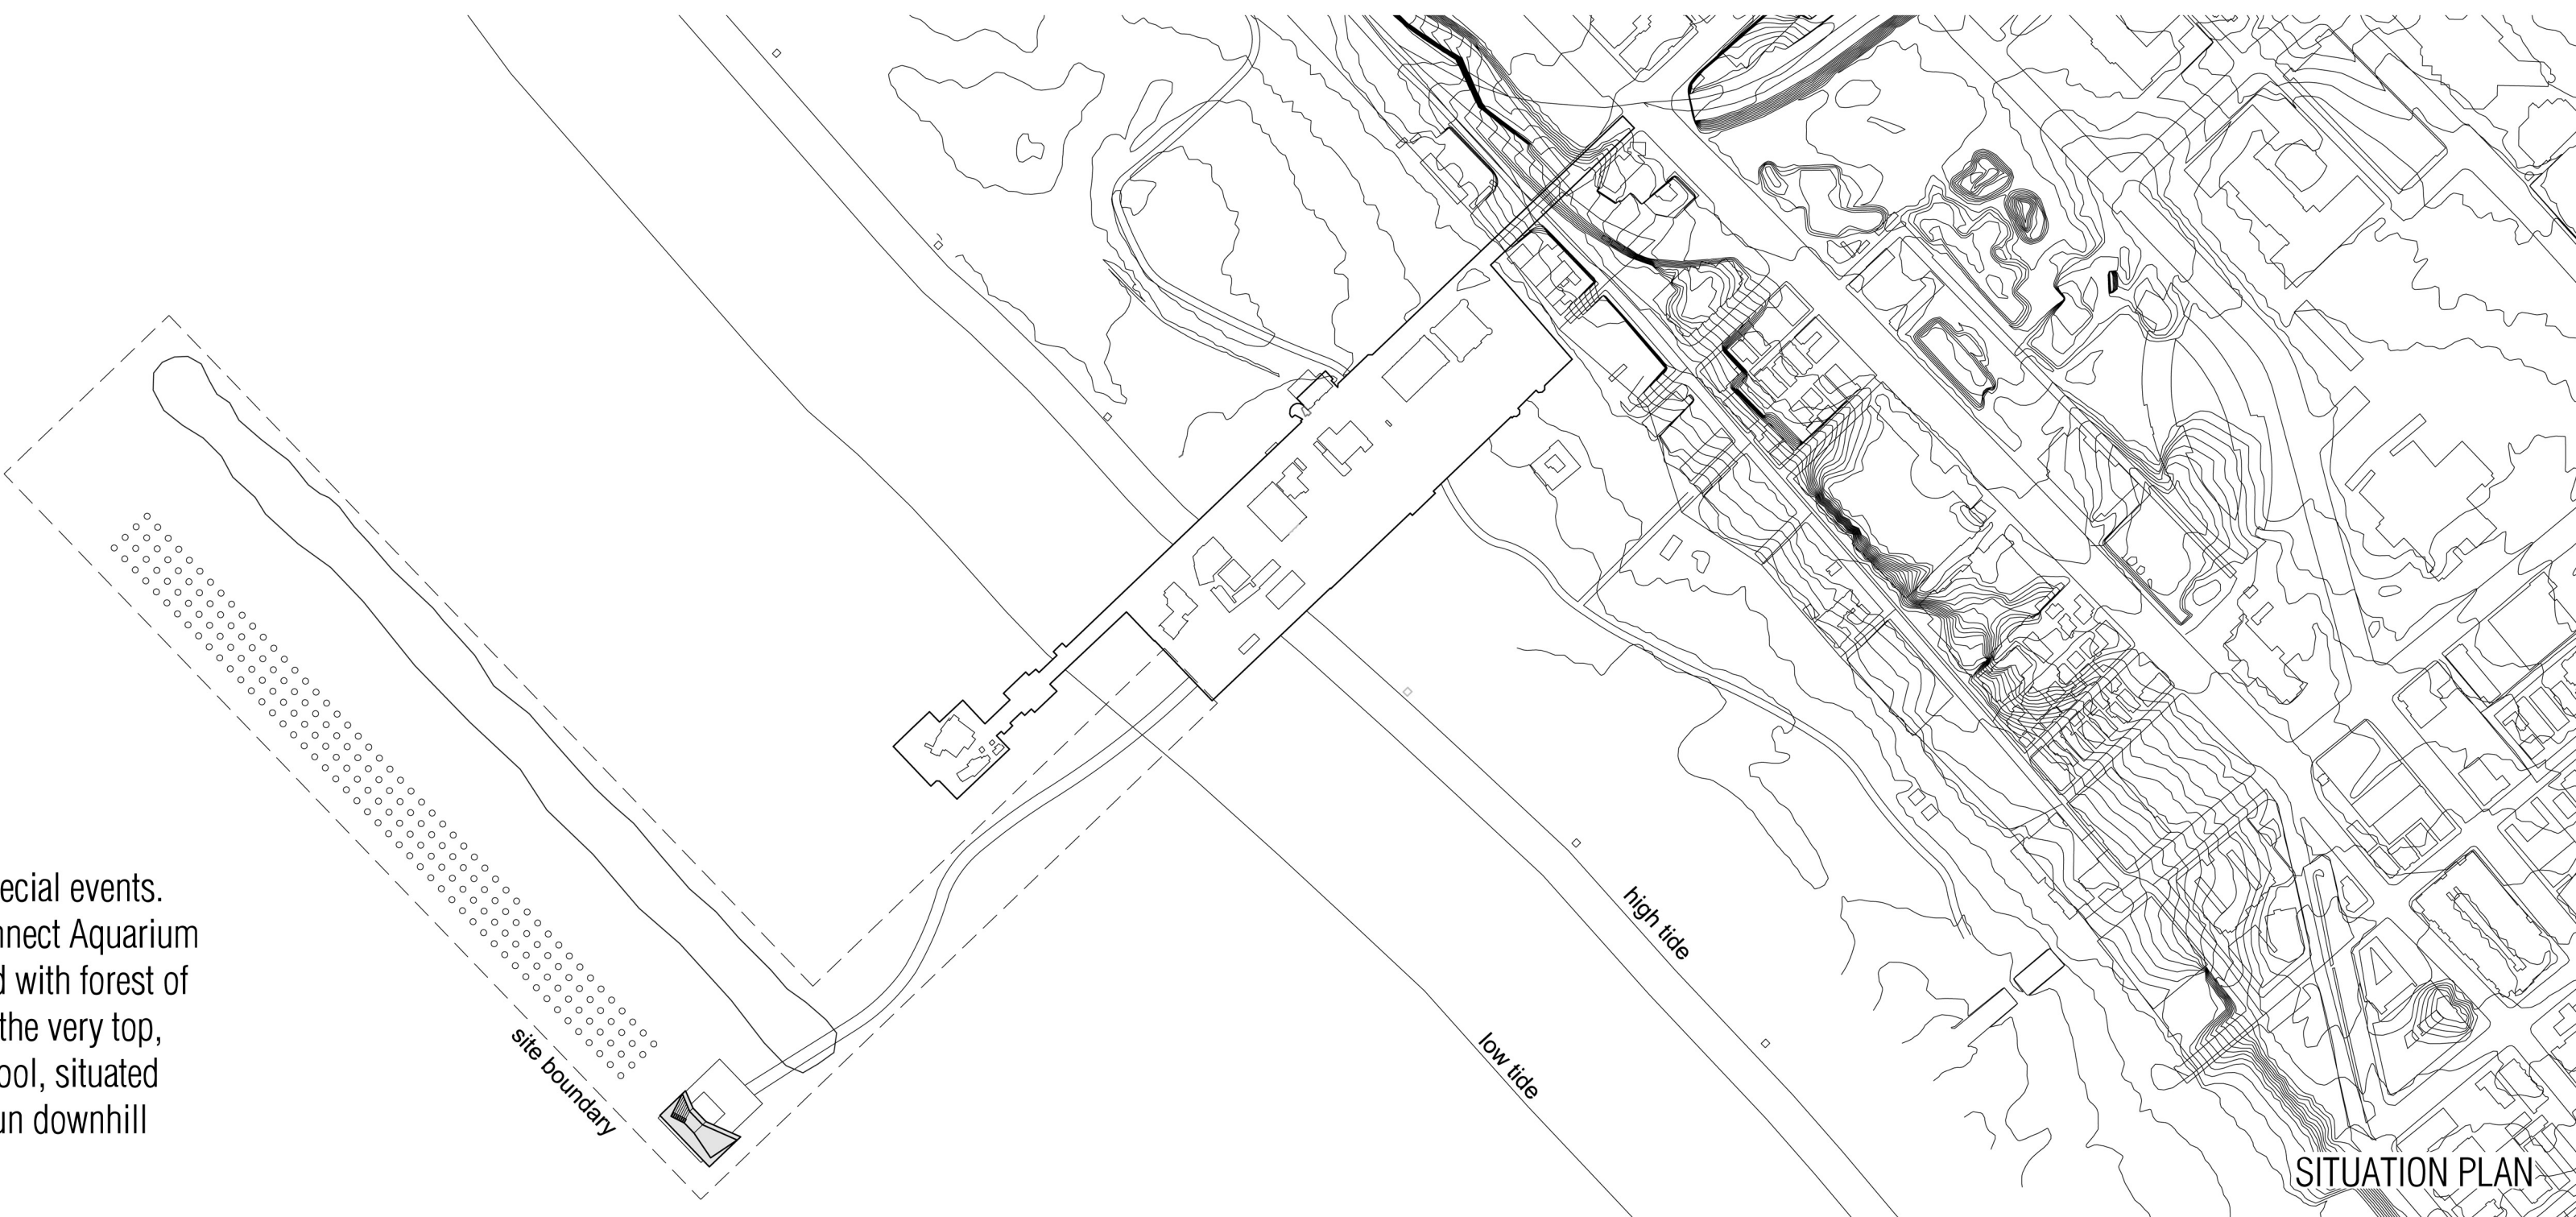 ecial events.
nnect Aquarium
d with forest of
the very top,
ool, situated
un downhill
site boundary
high tide
low tide
SITUATION PLAN